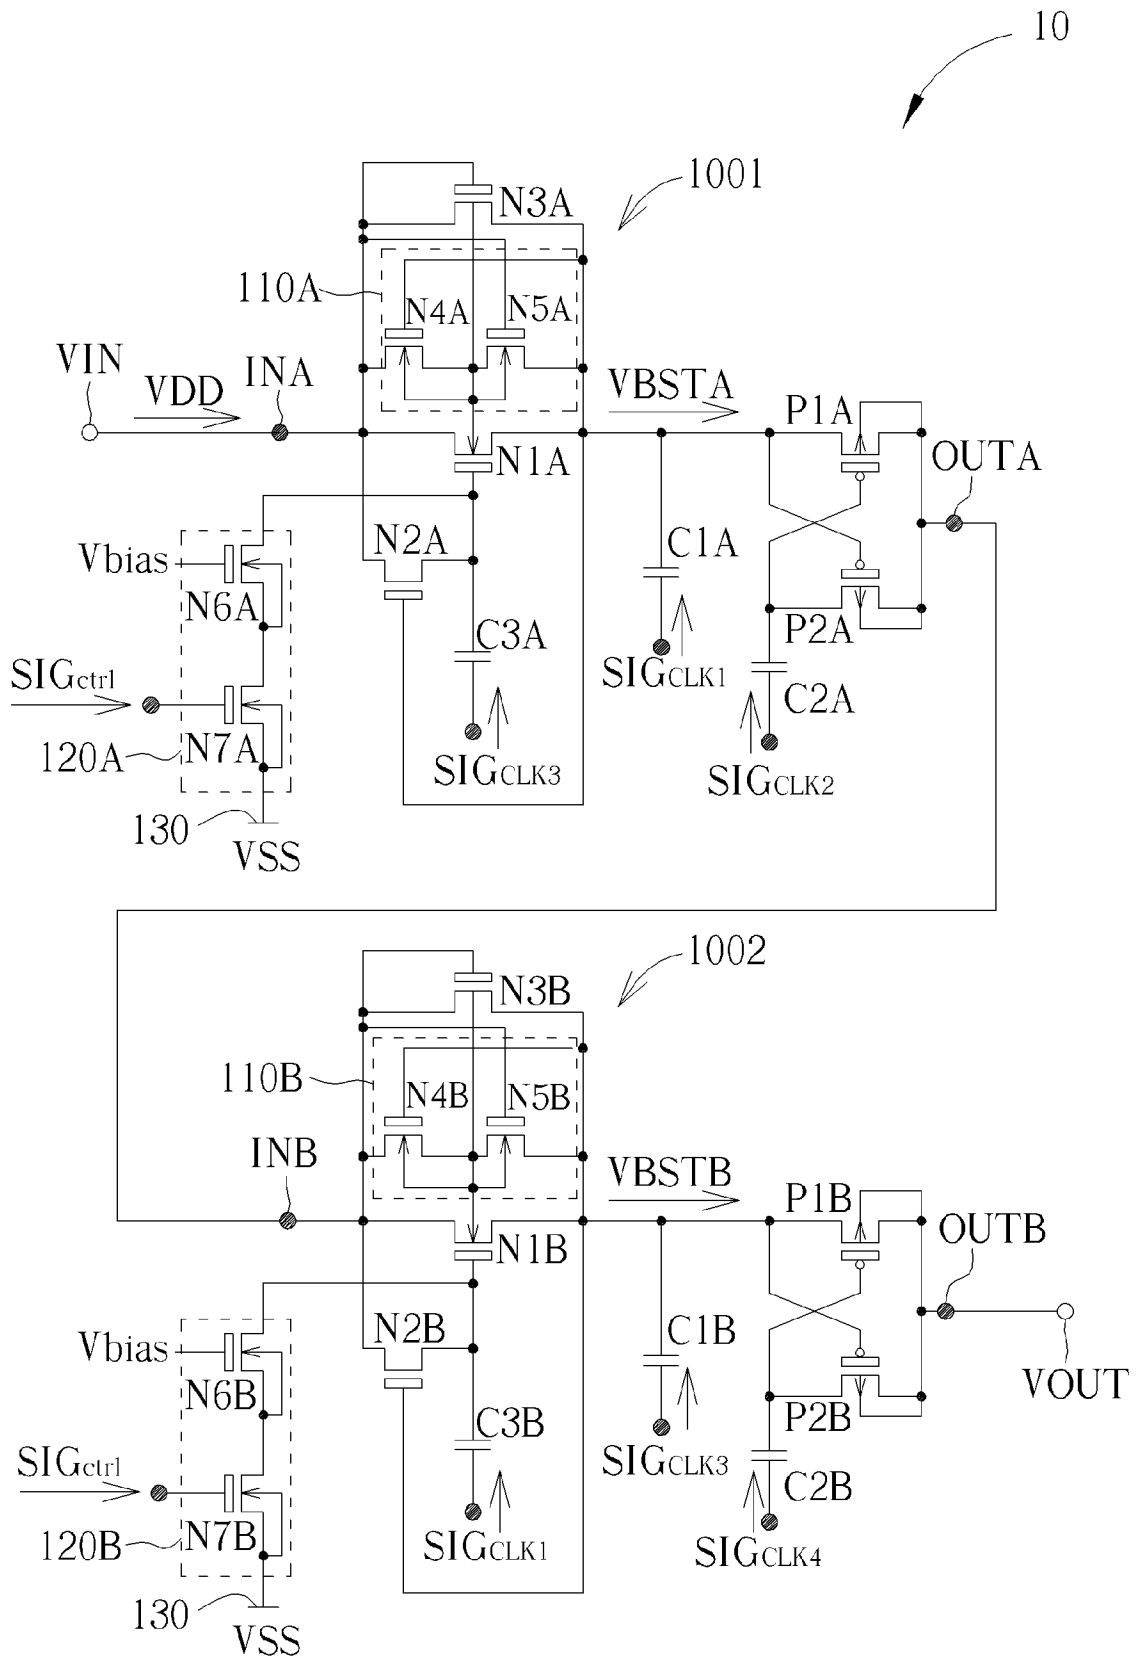 10
1001
N3A
110A
N4A
N5A
VIN
VDD
INA
VBSTA
P1A
OUTA
N1A
Vbias
N2A
C1A
N6A
C3A
P2A
SIGctrl
SIGCLK1
C2A
N7A
120A
SIGCLK3
SIGCLK2
130
VSS
1002
N3B
110B
N4B
N5B
INB
VBSTB
P1B
OUTB
N1B
Vbias
N2B
C1B
VOUT
N6B
C3B
P2B
SIGctrl
SIGCLK3
C2B
N7B
120B
SIGCLK1
SIGCLK4
130
VSS